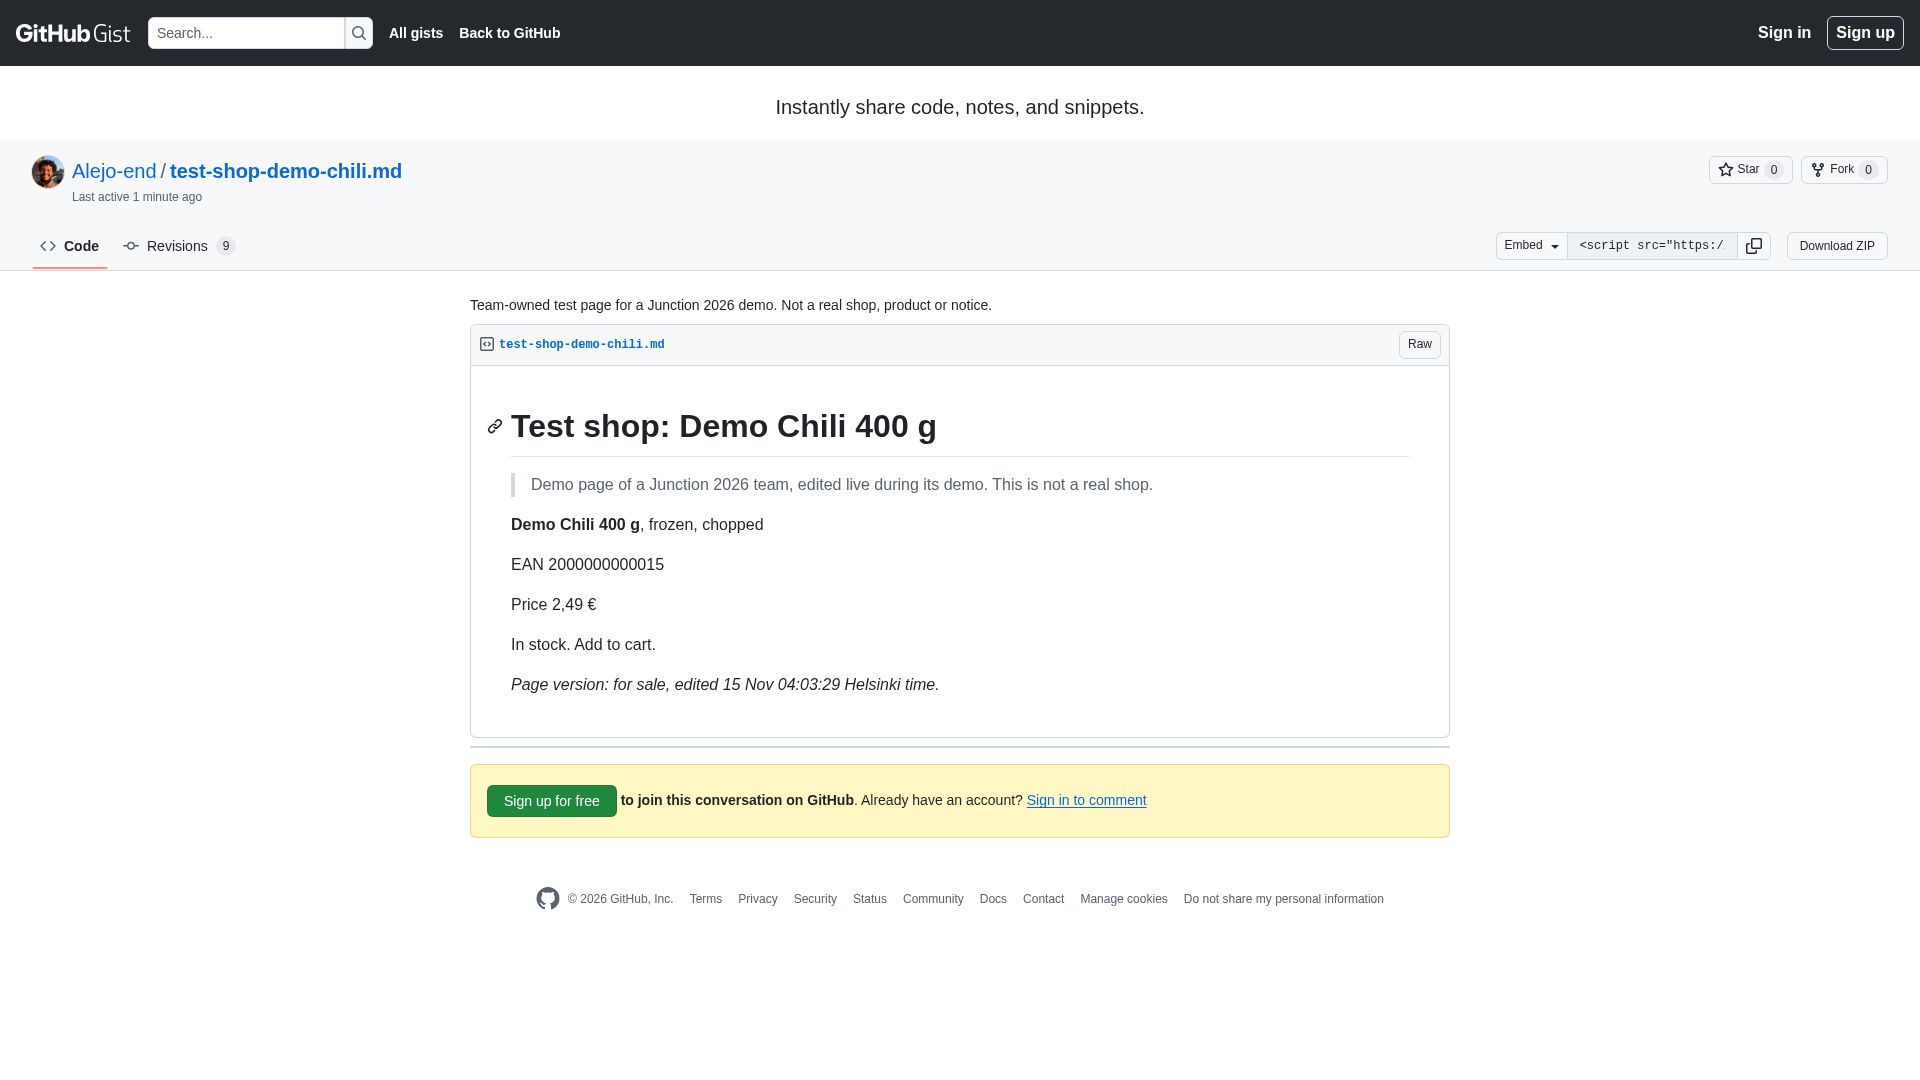 GitHub Gist
Search...
All gists
Back to GitHub
Sign in
Sign up
Instantly share code, notes, and snippets.
Alejo-end / test-shop-demo-chili.md
Last active 1 minute ago
Star 0
Fork 0
Code
Revisions 9
Embed
<script src="https:/
Download ZIP
Team-owned test page for a Junction 2026 demo. Not a real shop, product or notice.
test-shop-demo-chili.md
Raw
Test shop: Demo Chili 400 g
Demo page of a Junction 2026 team, edited live during its demo. This is not a real shop.
Demo Chili 400 g, frozen, chopped
EAN 2000000000015
Price 2,49 €
In stock. Add to cart.
Page version: for sale, edited 15 Nov 04:03:29 Helsinki time.
Sign up for free to join this conversation on GitHub. Already have an account? Sign in to comment
© 2026 GitHub, Inc. Terms Privacy Security Status Community Docs Contact Manage cookies Do not share my personal information